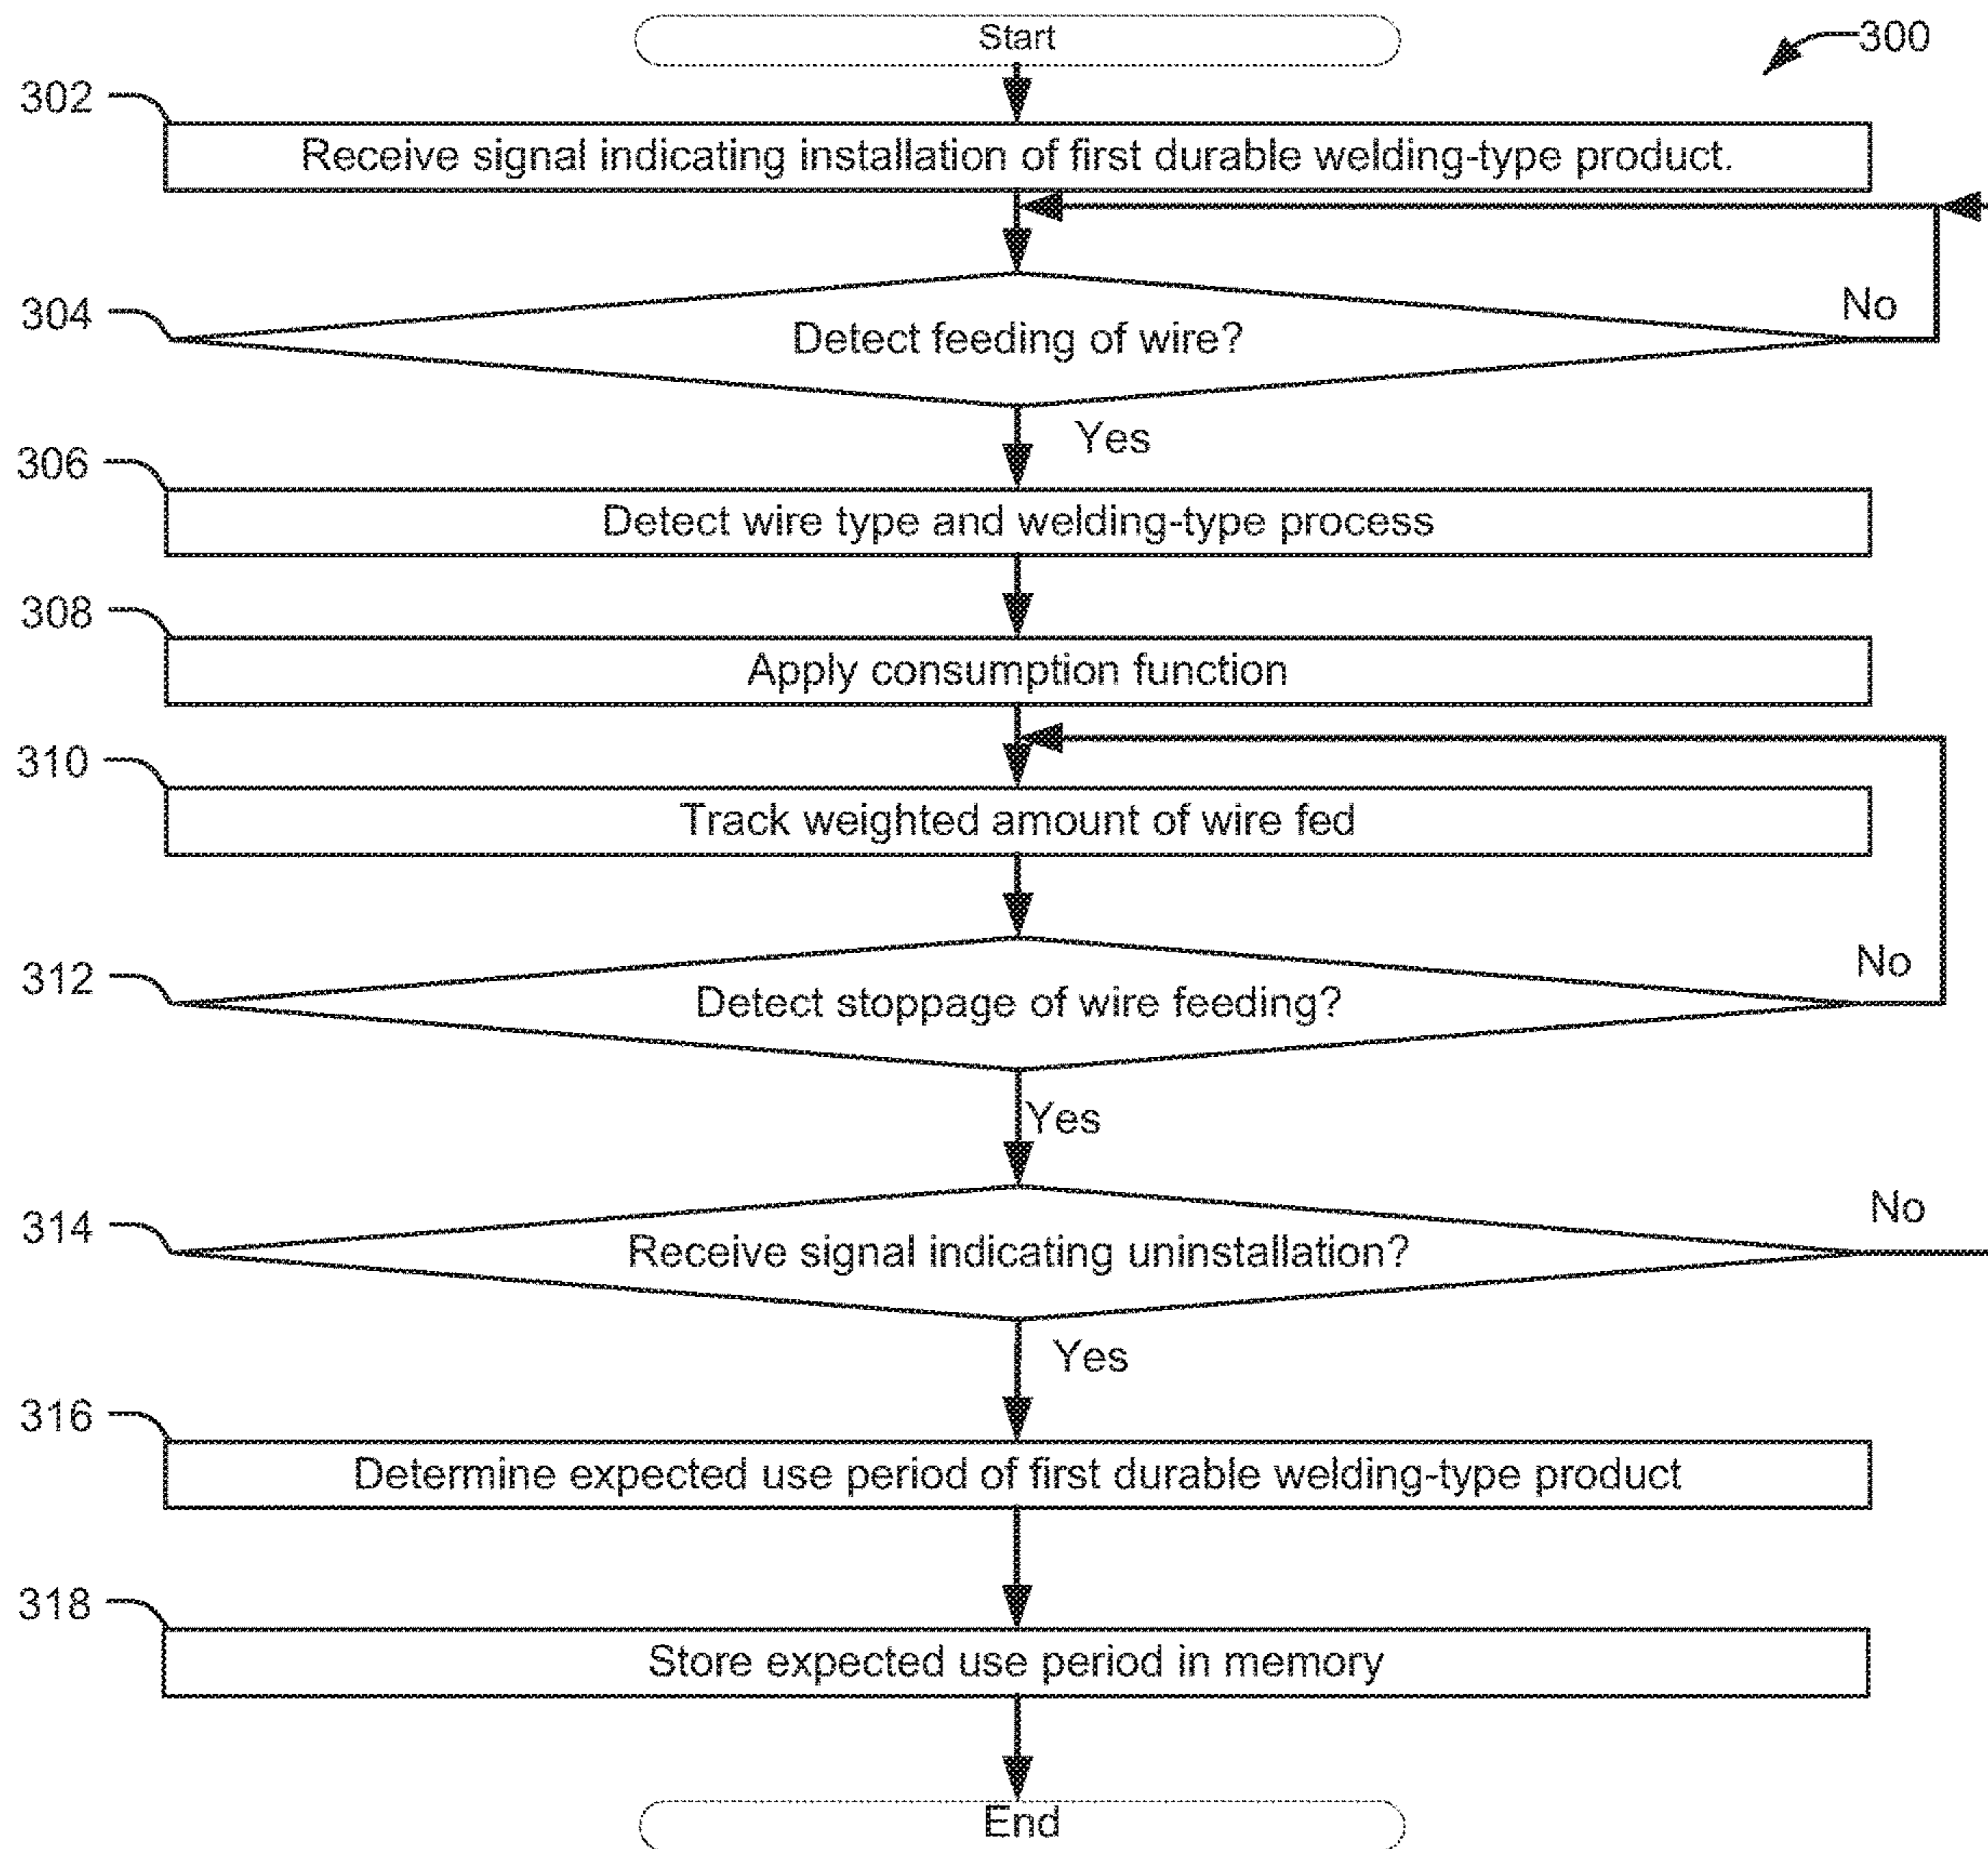 Start
300
302
Receive signal indicating installation of first durable welding-type product.
304
Detect feeding of wire?
No
Yes
306
Detect wire type and welding-type process
308
Apply consumption function
310
Track weighted amount of wire fed
312
Detect stoppage of wire feeding?
No
Yes
314
Receive signal indicating uninstallation?
No
Yes
316
Determine expected use period of first durable welding-type product
318
Store expected use period in memory
End